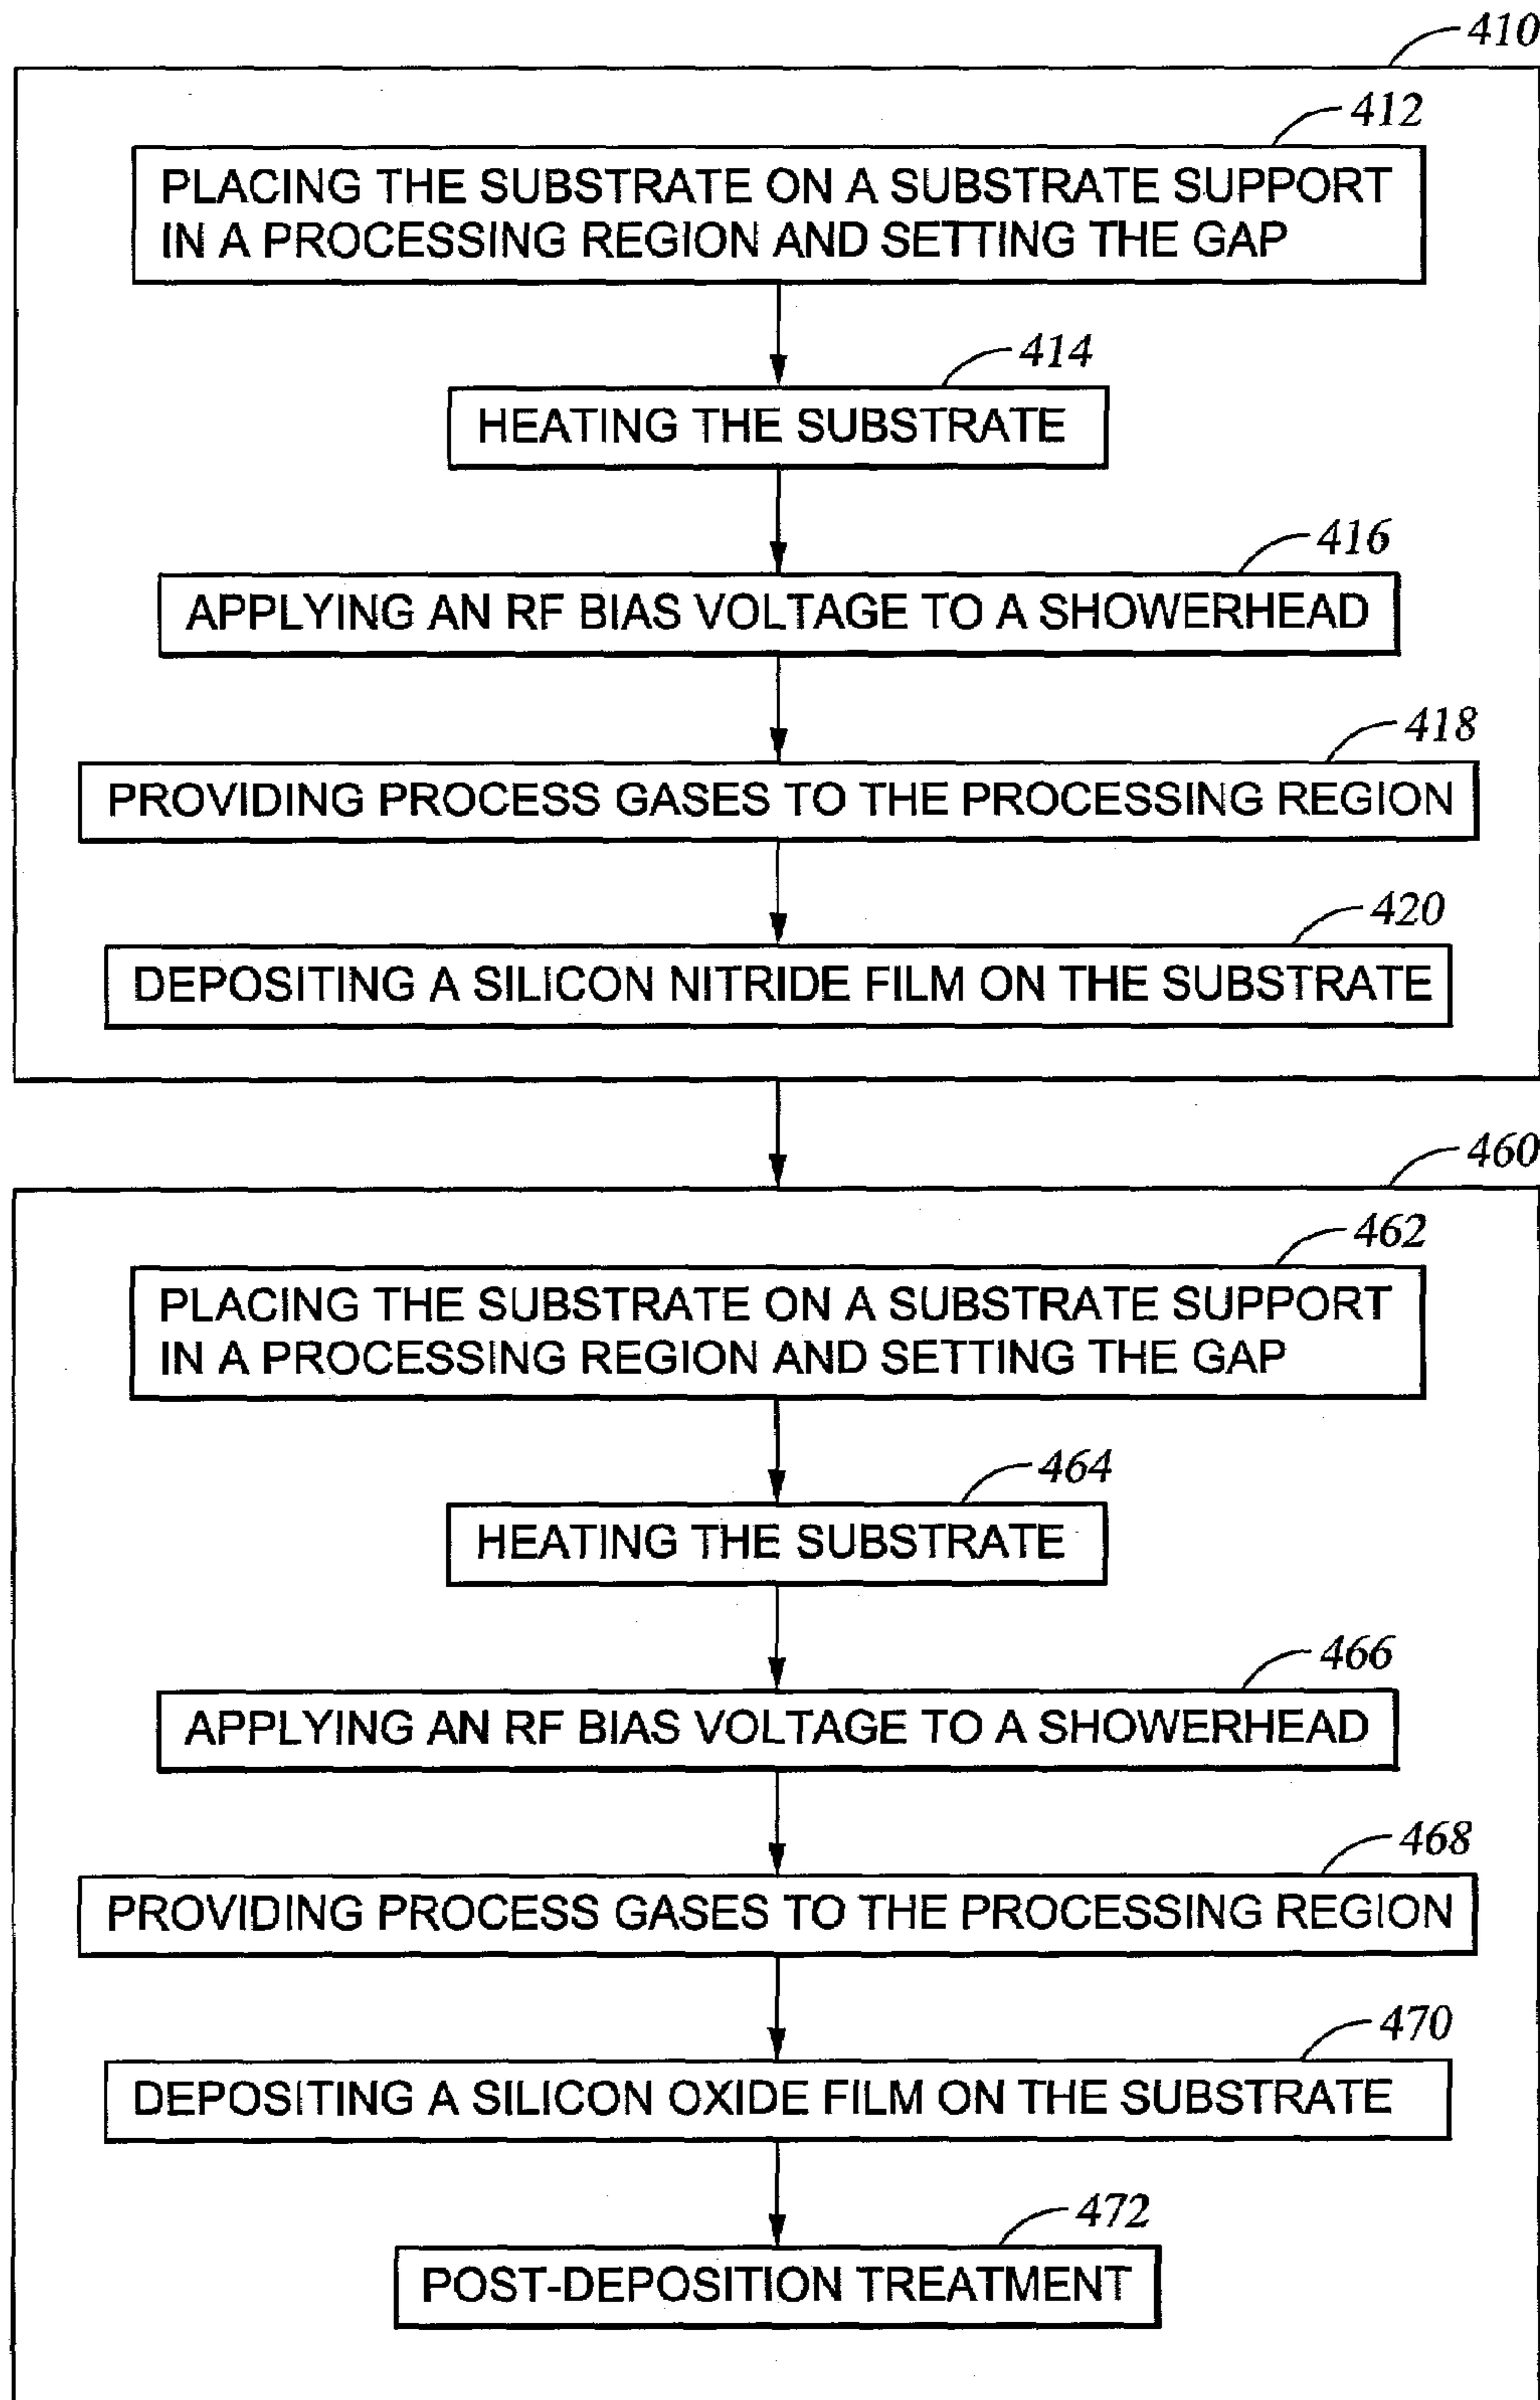 410
412
PLACING THE SUBSTRATE ON A SUBSTRATE SUPPORT
IN A PROCESSING REGION AND SETTING THE GAP
414
HEATING THE SUBSTRATE
416
APPLYING AN RF BIAS VOLTAGE TO A SHOWERHEAD
418
PROVIDING PROCESS GASES TO THE PROCESSING REGION
420
DEPOSITING A SILICON NITRIDE FILM ON THE SUBSTRATE
460
462
PLACING THE SUBSTRATE ON A SUBSTRATE SUPPORT
IN A PROCESSING REGION AND SETTING THE GAP
464
HEATING THE SUBSTRATE
466
APPLYING AN RF BIAS VOLTAGE TO A SHOWERHEAD
468
PROVIDING PROCESS GASES TO THE PROCESSING REGION
470
DEPOSITING A SILICON OXIDE FILM ON THE SUBSTRATE
472
POST-DEPOSITION TREATMENT